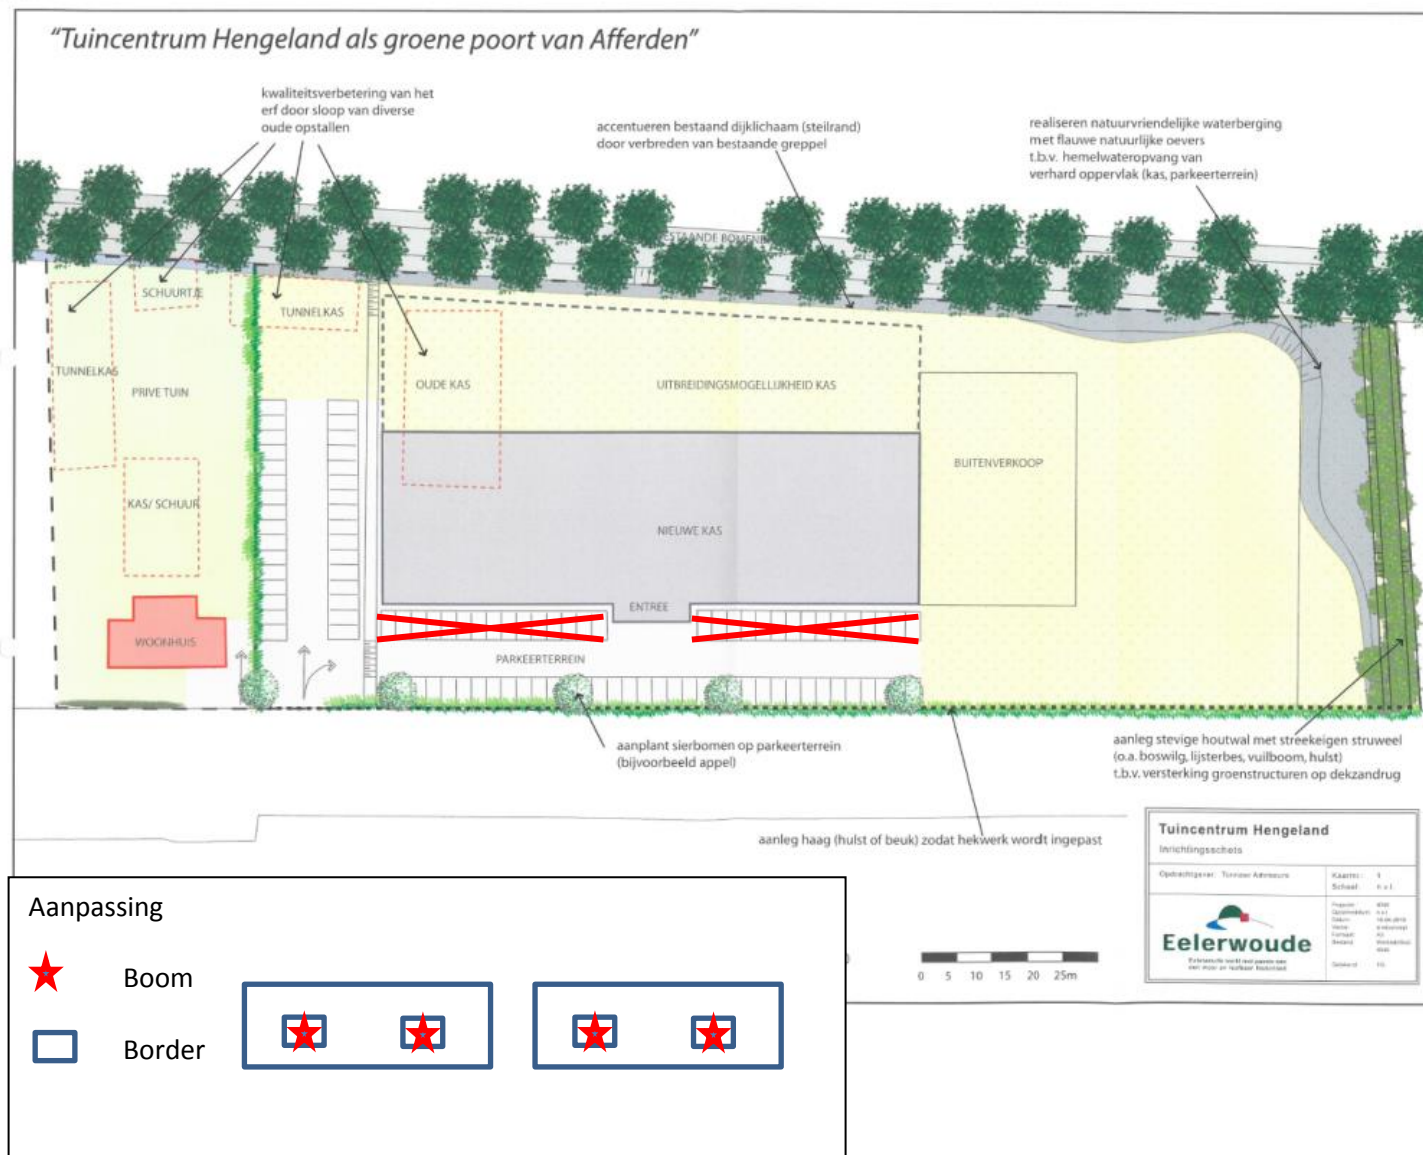 “Tuincentrum Hengeland als groene poort van Afferden”
kwaliteitsverbetering van het
erf door sloop van diverse
oude opstallen
accentueren bestaand dijklichaam (steilrand)
door verbreden van bestaande greppel
realiseren natuurvriendelijke waterberging
met flauwe natuurlijke oevers
t.b.v. hemelwateropvang van
verhard oppervlak (kas, parkeerterrein)
SCHUURTJE
TUNNELKAS
TUNNELKAS
PRIVE TUIN
OUDE KAS
UITBREIDINGSMOGELIJKHEID KAS
BUITENVERKOOP
KAS/ SCHUUR
NIEUWE KAS
ENTREE
WOONHUIS
PARKEERTERREIN
aanplant sierbomen op parkeerterrein
(bijvoorbeeld appel)
aanleg stevige houtwal met streekeigen struweel
(o.a. boswilg, lijsterbes, vuilboom, hulst)
t.b.v. versterking groenstructuren op dekzandrug
aanleg haag (hulst of beuk) zodat hekwerk wordt ingepast
Tuincentrum Hengeland
Inrichtingsschets
Opdrachtgever:
Kaartnr.: 1
Schaal: n.v.t.
Eelerwoude
0 5 10 15 20 25m
Aanpassing
Boom
Border